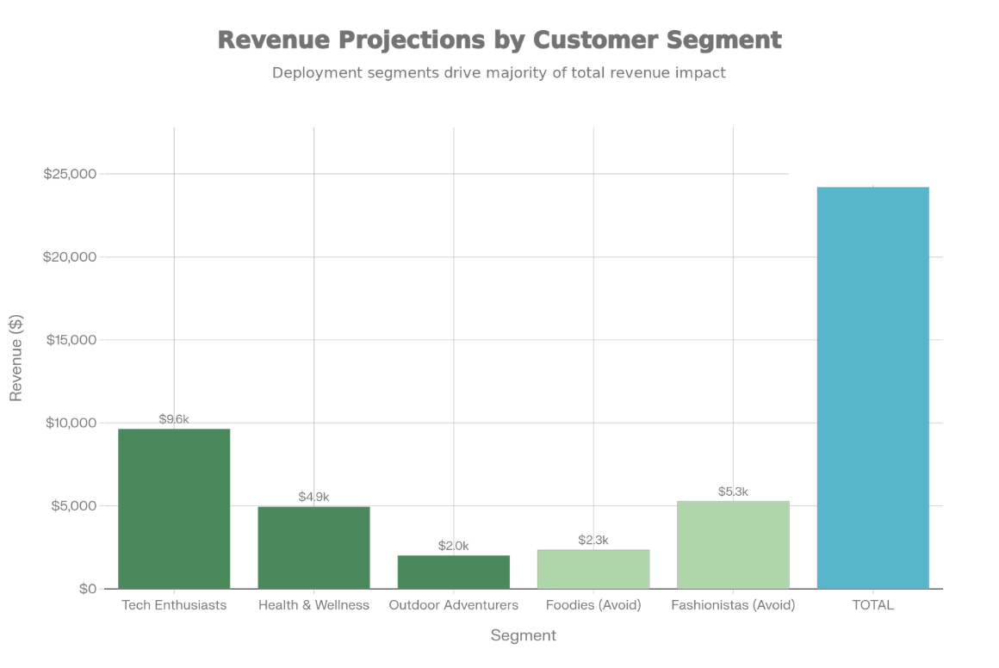 Revenue Projections by Customer Segment
Deployment segments drive majority of total revenue impact
$25,000
$20,000
$15,000
$10,000
$5,000
$0
Revenue ($)
$9.6k
$4.9k
$2.0k
$2.3k
$5.3k
Tech Enthusiasts
Health & Wellness
Outdoor Adventurers
Foodies (Avoid)
Fashionistas (Avoid)
TOTAL
Segment